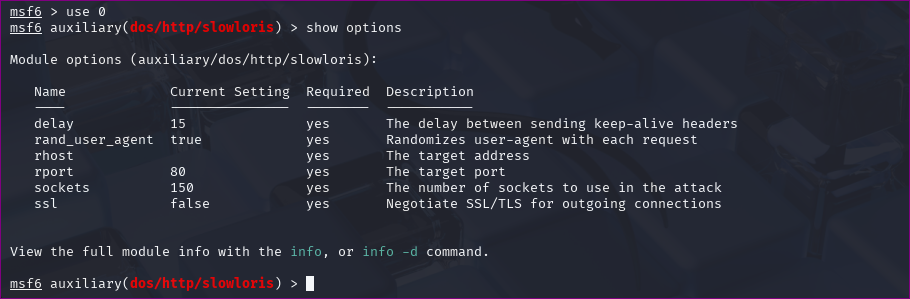 msf6 > use 0
msf6 auxiliary(dos/http/slowloris) > show options

Module options (auxiliary/dos/http/slowloris):

   Name             Current Setting  Required  Description
   ----             ---------------  --------  -----------
   delay            15               yes       The delay between sending keep-alive headers
   rand_user_agent  true             yes       Randomizes user-agent with each request
   rhost                             yes       The target address
   rport            80               yes       The target port
   sockets          150              yes       The number of sockets to use in the attack
   ssl              false            yes       Negotiate SSL/TLS for outgoing connections

View the full module info with the info, or info -d command.

msf6 auxiliary(dos/http/slowloris) >